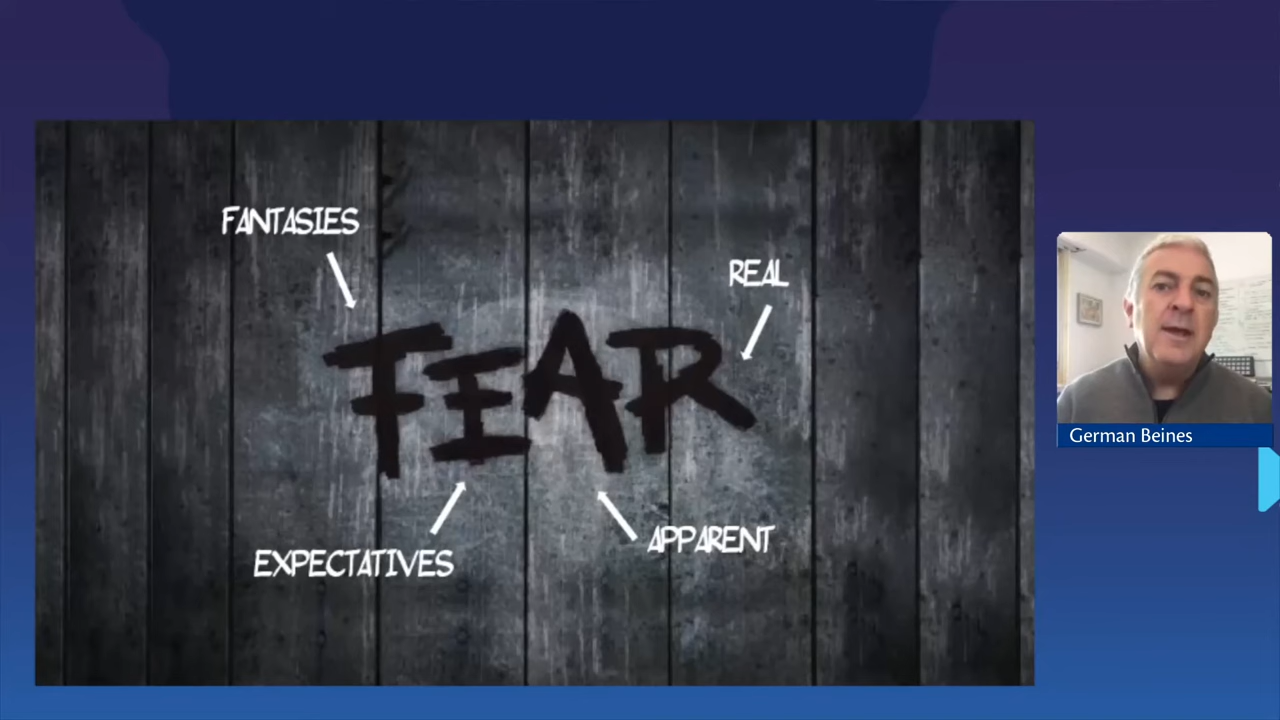 FANTASIES
REAL
FEAR
EXPECTATIVES
APPARENT
German Beines